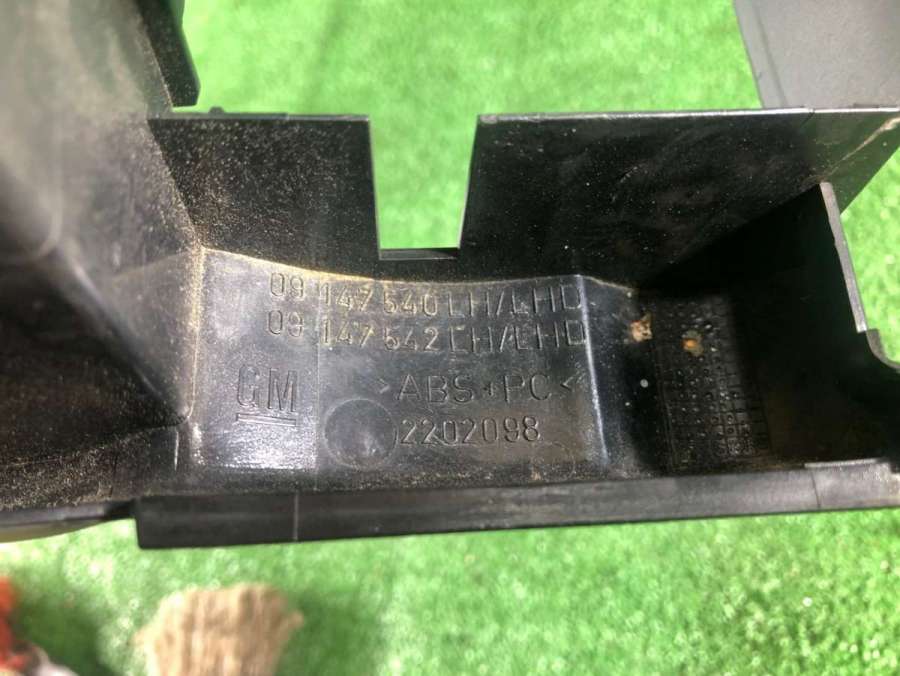 09 147 540 LH/LHD
09 147 542 LH/LHD
GM
>ABS+PC<
2202098